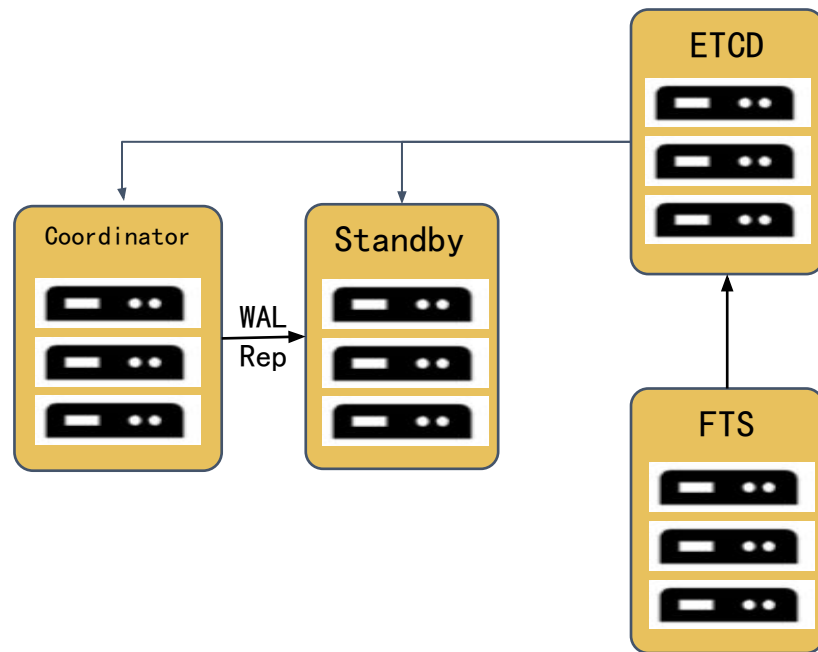 ETCD
Coordinator
Standby
WAL
Rep
FTS